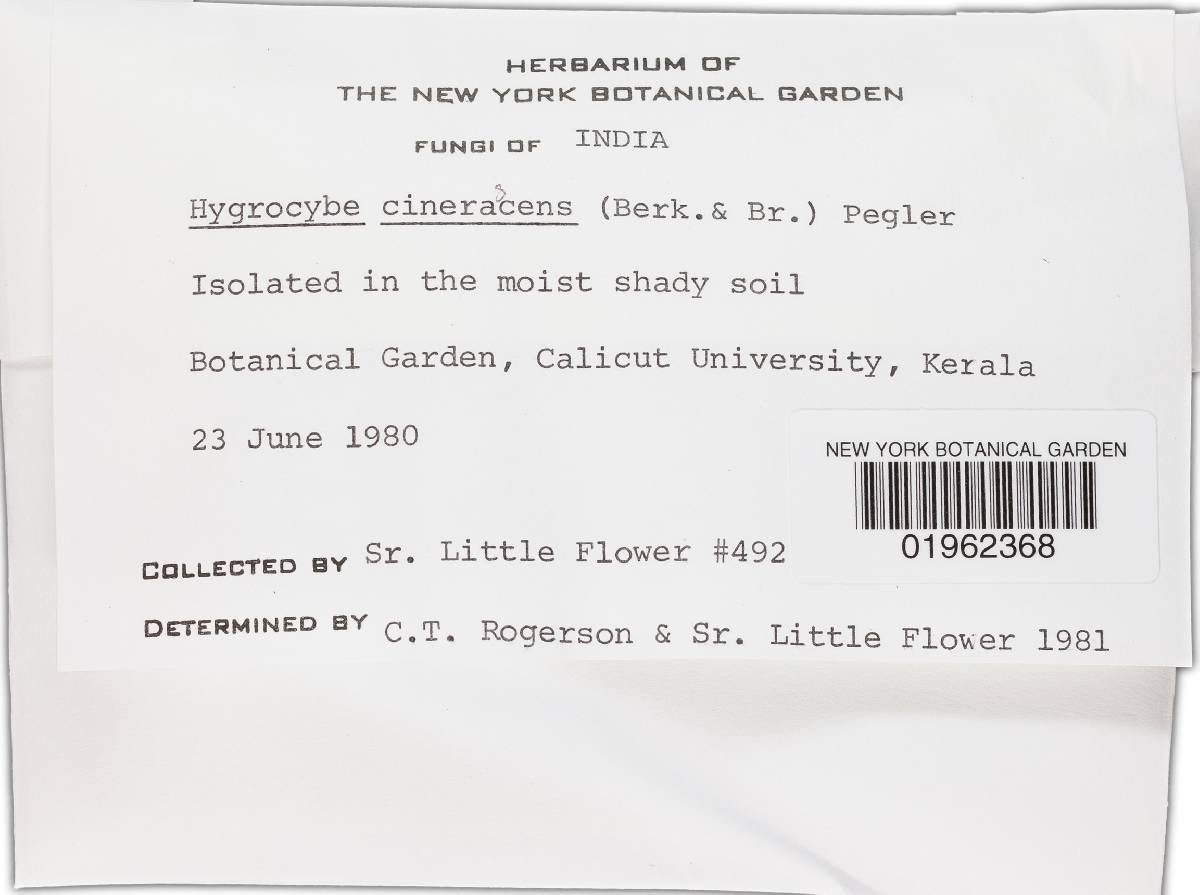 HERBARIUM OF
THE NEW YORK BOTANICAL GARDEN
FUNGI OF INDIA
Hygrocybe cinerascens (Berk.& Br.) Pegler
Isolated in the moist shady soil
Botanical Garden, Calicut University, Kerala
23 June 1980
NEW YORK BOTANICAL GARDEN
01962368
COLLECTED BY Sr. Little Flower #492
DETERMINED BY C.T. Rogerson & Sr. Little Flower 1981